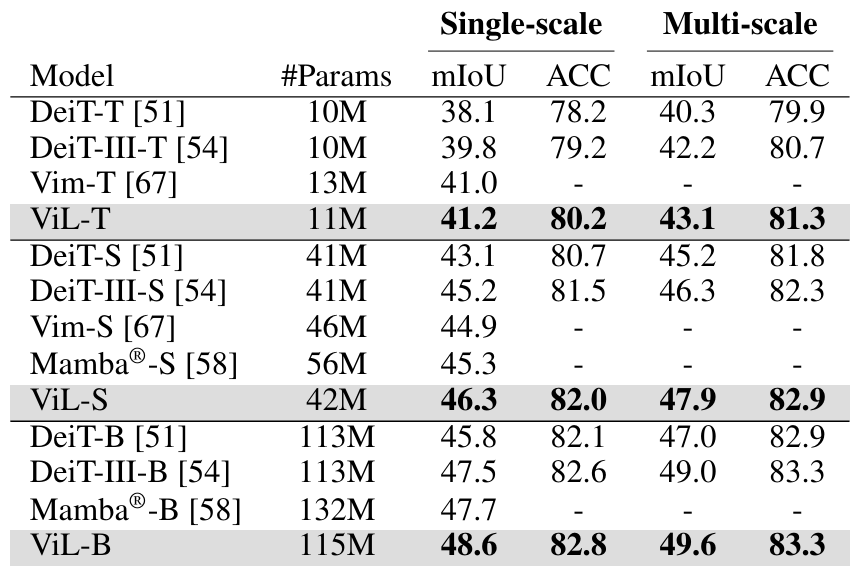 Single-scale Multi-scale
Model #Params mIoU ACC mIoU ACC
DeiT-T [51] 10M 38.1 78.2 40.3 79.9
DeiT-III-T [54] 10M 39.8 79.2 42.2 80.7
Vim-T [67] 13M 41.0 - - -
ViL-T 11M 41.2 80.2 43.1 81.3
DeiT-S [51] 41M 43.1 80.7 45.2 81.8
DeiT-III-S [54] 41M 45.2 81.5 46.3 82.3
Vim-S [67] 46M 44.9 - - -
Mamba®-S [58] 56M 45.3 - - -
ViL-S 42M 46.3 82.0 47.9 82.9
DeiT-B [51] 113M 45.8 82.1 47.0 82.9
DeiT-III-B [54] 113M 47.5 82.6 49.0 83.3
Mamba®-B [58] 132M 47.7 - - -
ViL-B 115M 48.6 82.8 49.6 83.3